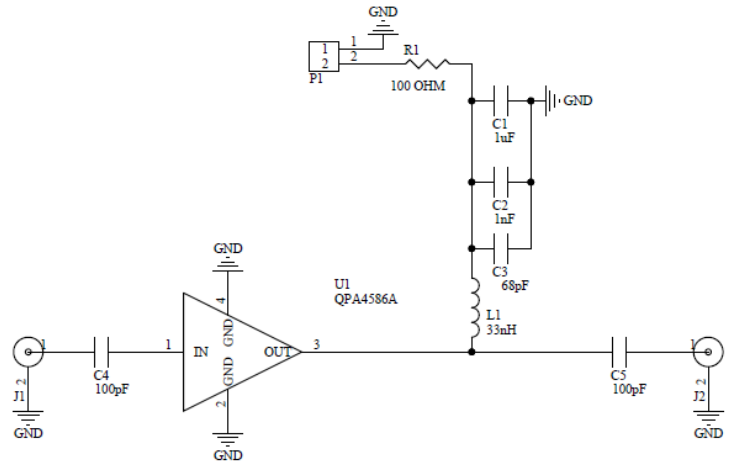 GND
1
1
2
2
P1
R1
100 OHM
GND
C1
1uF
C2
1nF
C3
68pF
L1
33nH
U1
QPA4586A
GND
4
GND
1
IN
OUT
3
GND
2
GND
1
2
J1
GND
C4
100pF
C5
100pF
1
2
J2
GND